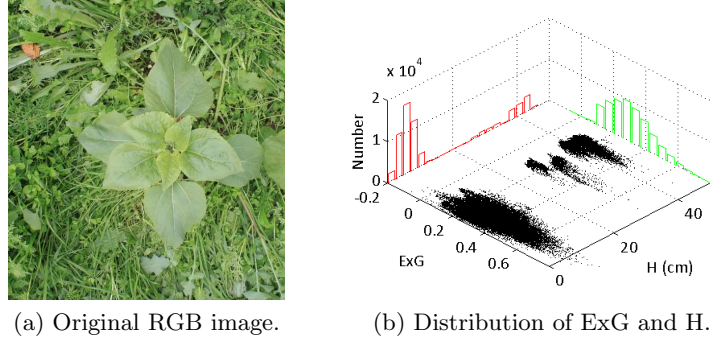 x 10^4
2
1
0
Number
-0.2
0
0.2
0.4
0.6
ExG
0
20
40
H (cm)
(a) Original RGB image.
(b) Distribution of ExG and H.